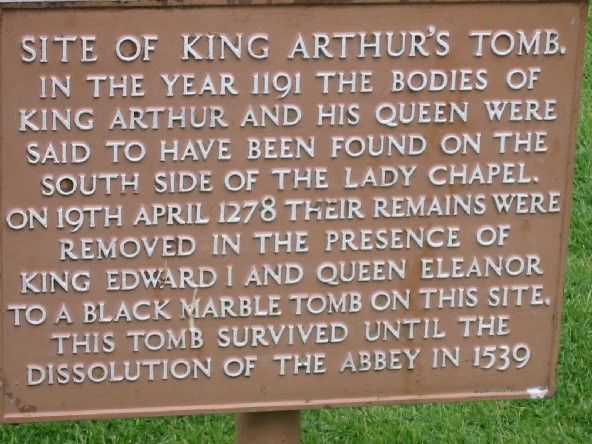 SITE OF KING ARTHUR'S TOMB.
IN THE YEAR 1191 THE BODIES OF
KING ARTHUR AND HIS QUEEN WERE
SAID TO HAVE BEEN FOUND ON THE
SOUTH SIDE OF THE LADY CHAPEL.
ON 19TH APRIL 1278 THEIR REMAINS WERE
REMOVED IN THE PRESENCE OF
KING EDWARD I AND QUEEN ELEANOR
TO A BLACK MARBLE TOMB ON THIS SITE.
THIS TOMB SURVIVED UNTIL THE
DISSOLUTION OF THE ABBEY IN 1539